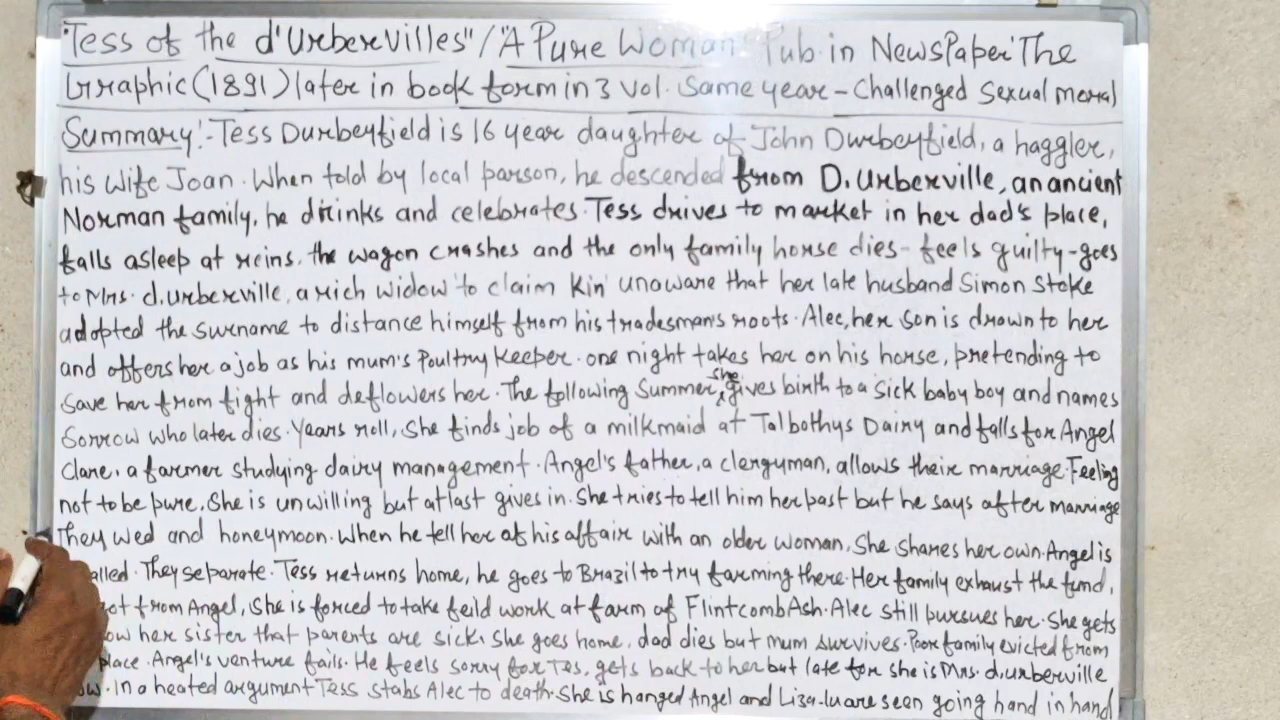 "Tess of the d'Urbervilles"/"A Pure Woman" Pub. in NewsPaper 'The
Graphic (1891) later in book form in 3 vol. Same year - Challenged Sexual moral
Summary:- Tess Durbeyfield is 16 year daughter of John Durbeyfield, a haggler,
his wife Joan. When told by local parson, he descended from D. Urberville, an ancient
Norman family, he drinks and celebrates. Tess drives to market in her dad's place,
falls asleep at reins, the wagon crashes and the only family horse dies - feels guilty - goes
to Mrs. d.urberville, a rich widow to 'claim kin' unaware that her late husband Simon Stoke
adopted the surname to distance himself from his tradesman's roots. Alec, her son is drawn to her
and offers her a job as his mum's Poultry Keeper. one night takes her on his horse, pretending to
save her from fight and deflowers her. The following Summer, she gives birth to a sick baby boy and names
Sorrow who later dies. Years roll, She finds job of a milkmaid at Talbothys Dairy and falls for Angel
Clare, a farmer studying dairy management. Angel's father, a clergyman, allows their marriage. Feeling
not to be pure, She is unwilling but at last gives in. She tries to tell him her past but he says after marriage
They wed and honeymoon. When he tell her of his affair with an older woman, She shares her own. Angel is
alled. They separate. Tess returns home, he goes to Brazil to try farming there. Her family exhaust the fund,
ot from Angel, She is forced to take feild work at farm of Flintcomb Ash. Alec still pursues her. She gets
ow her sister that parents are sick. She goes home, dad dies but mum survives. Poor family evicted from
place. Angel's venture fails. He feels sorry for Tes, gets back to her but late for she is Mrs. d.urberville
ow. In a heated argument Tess stabs Alec to death. She is hanged Angel and Liza-lu are seen going hand in hand